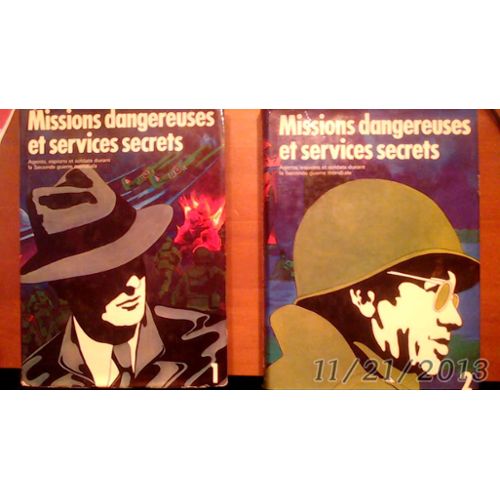 Missions dangereuses
et services secrets
Agents, espions et soldats durant
la Seconde guerre mondiale
1
Missions dangereuses
et services secrets
Agents, espions et soldats durant
la Seconde guerre mondiale
2
11/21/2013